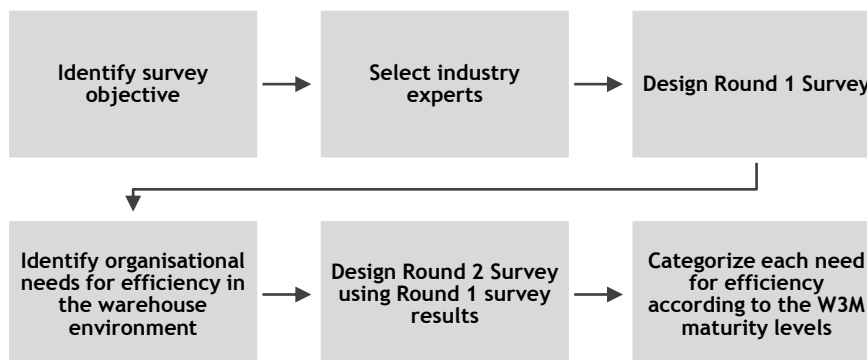 Identify survey
objective
Select industry
experts
Design Round 1 Survey
Identify organisational
needs for efficiency in
the warehouse
environment
Design Round 2 Survey
using Round 1 survey
results
Categorize each need
for efficiency
according to the W3M
maturity levels